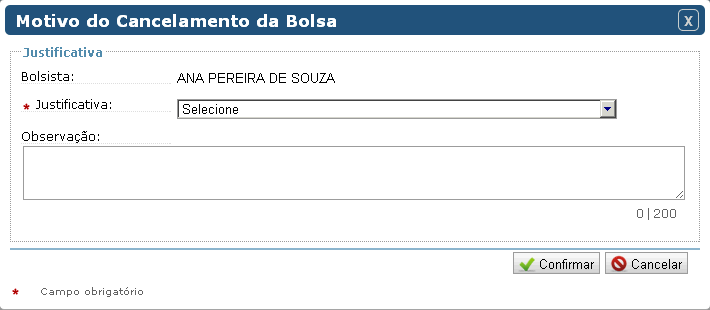 Motivo do Cancelamento da Bolsa X
Justificativa
Bolsista: ANA PEREIRA DE SOUZA
* Justificativa: Selecione
Observação:
0 | 200
Confirmar Cancelar
* Campo obrigatório